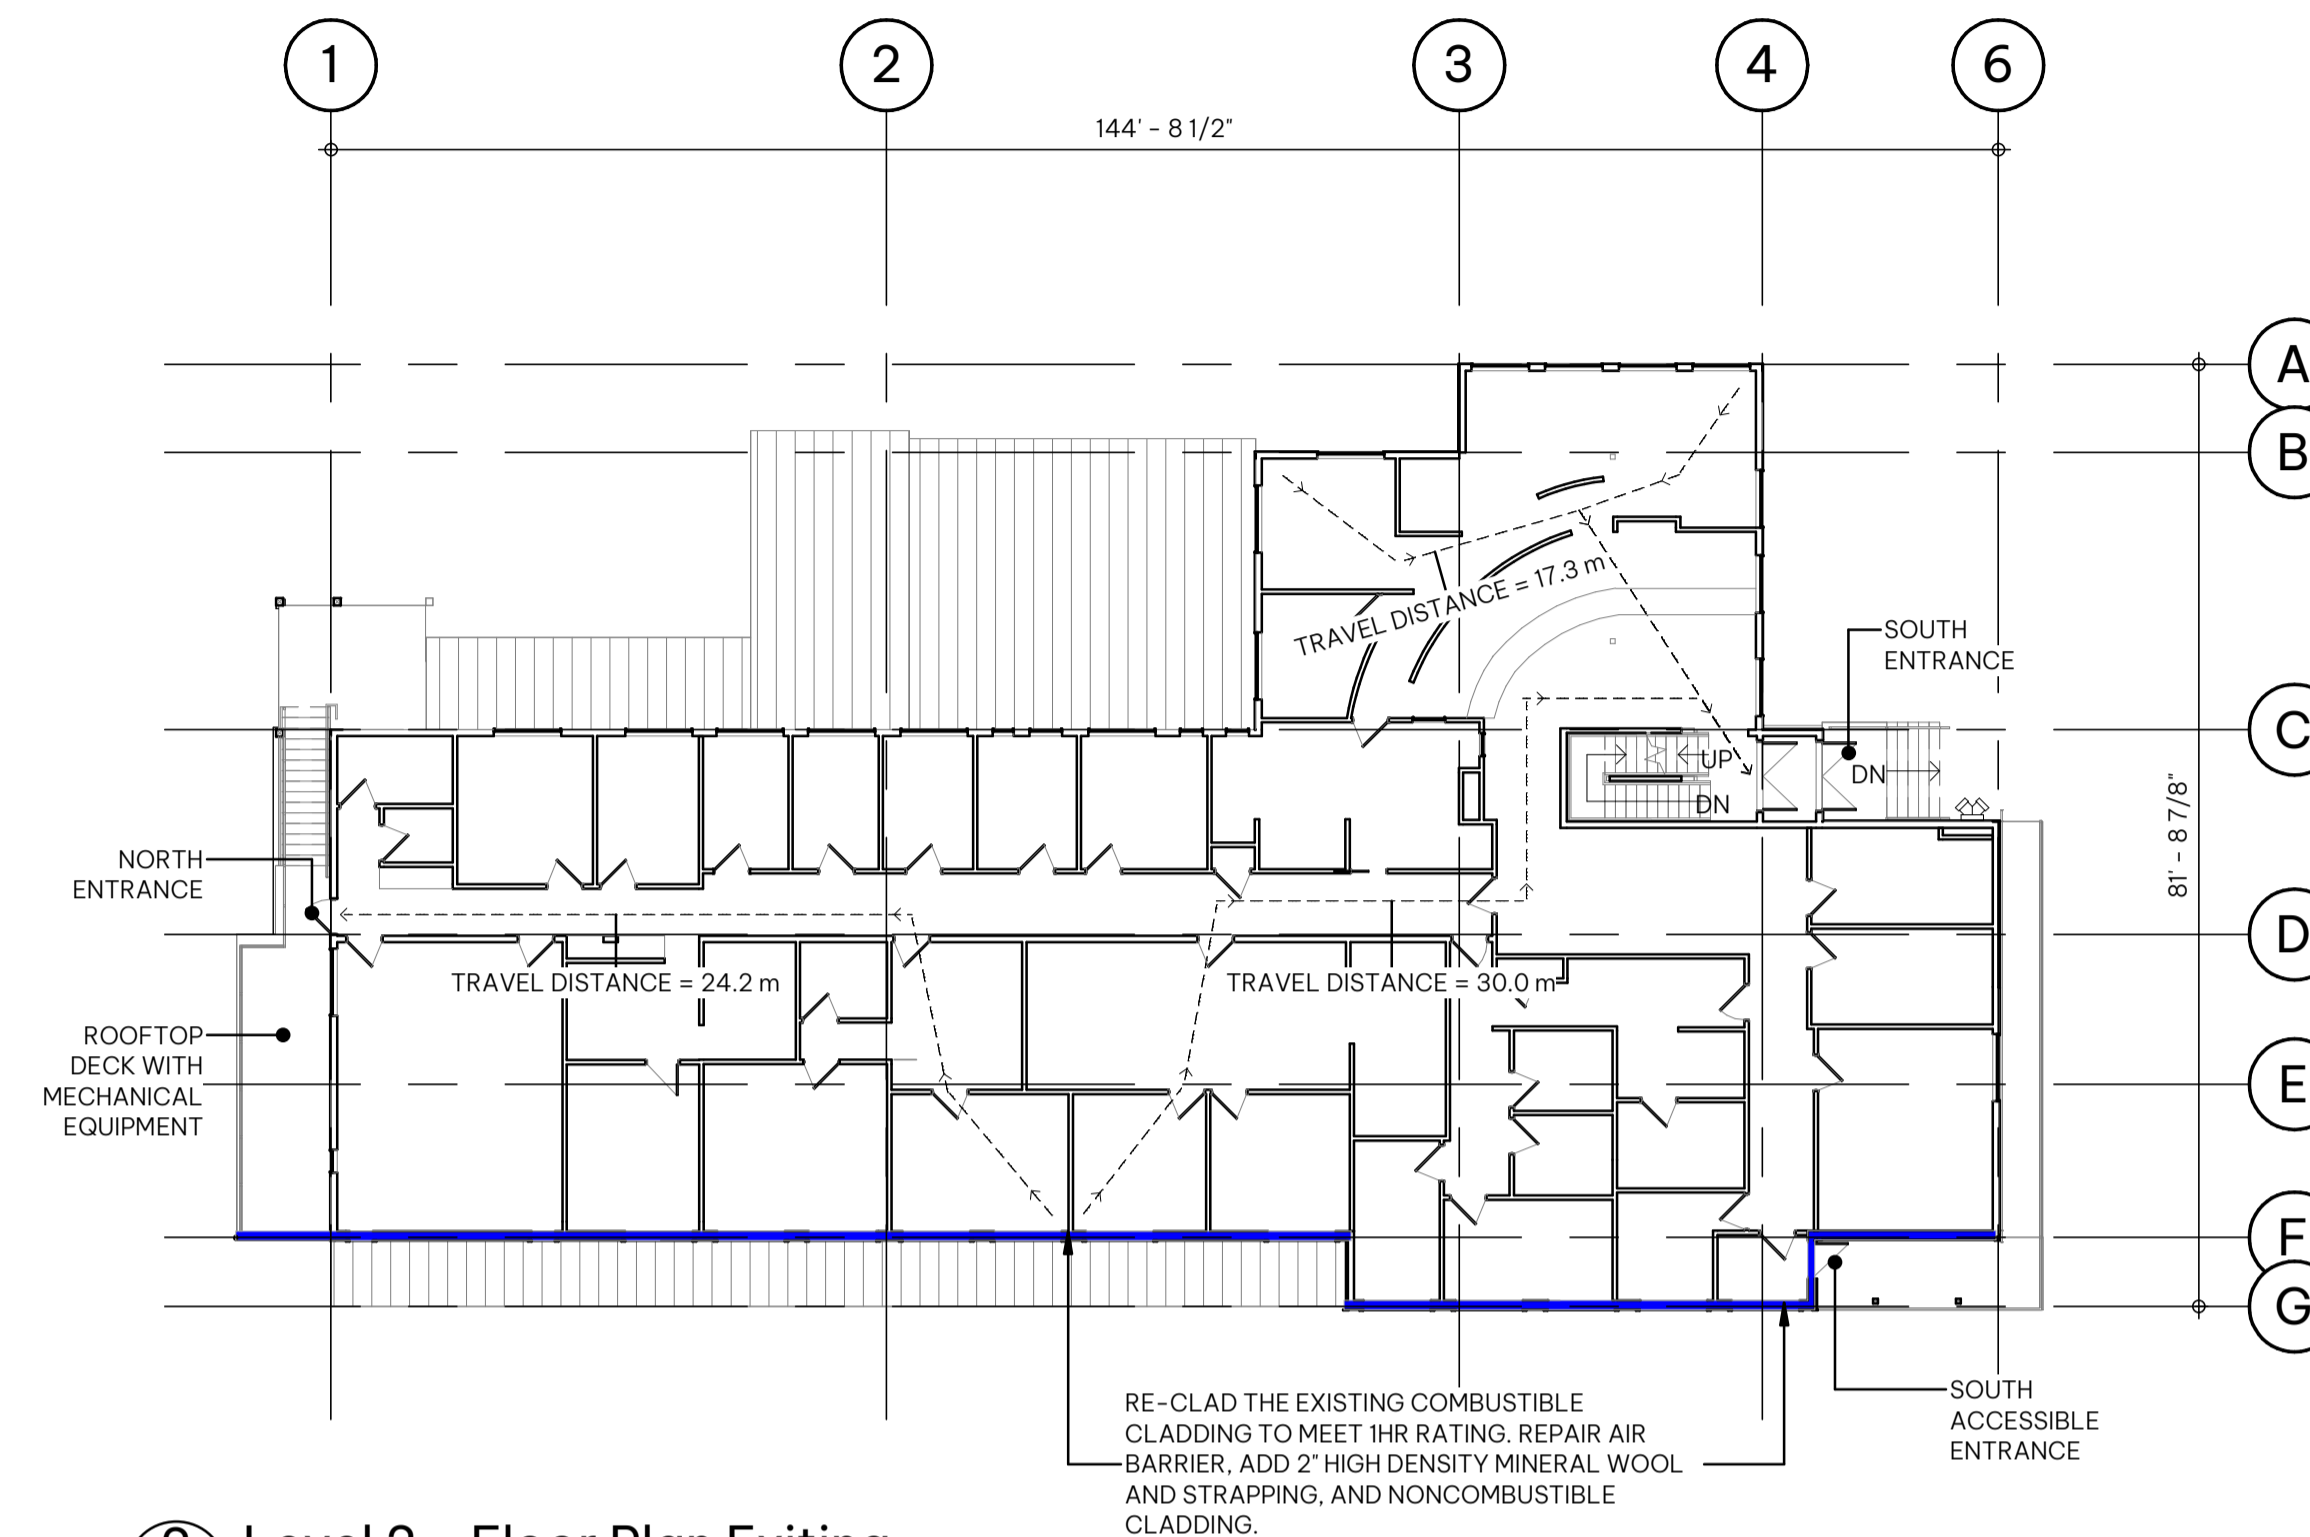 1
2
3
4
6
144' - 8 1/2"
A
B
TRAVEL DISTANCE = 17.3 m
SOUTH
ENTRANCE
C
UP
DN
DN
81' - 8 7/8"
NORTH
ENTRANCE
D
TRAVEL DISTANCE = 24.2 m
TRAVEL DISTANCE = 30.0 m
ROOFTOP
DECK WITH
MECHANICAL
EQUIPMENT
E
F
G
RE-CLAD THE EXISTING COMBUSTIBLE
CLADDING TO MEET 1HR RATING. REPAIR AIR
BARRIER, ADD 2" HIGH DENSITY MINERAL WOOL
AND STRAPPING, AND NONCOMBUSTIBLE
CLADDING.
SOUTH
ACCESSIBLE
ENTRANCE
Floor Plan Exiting